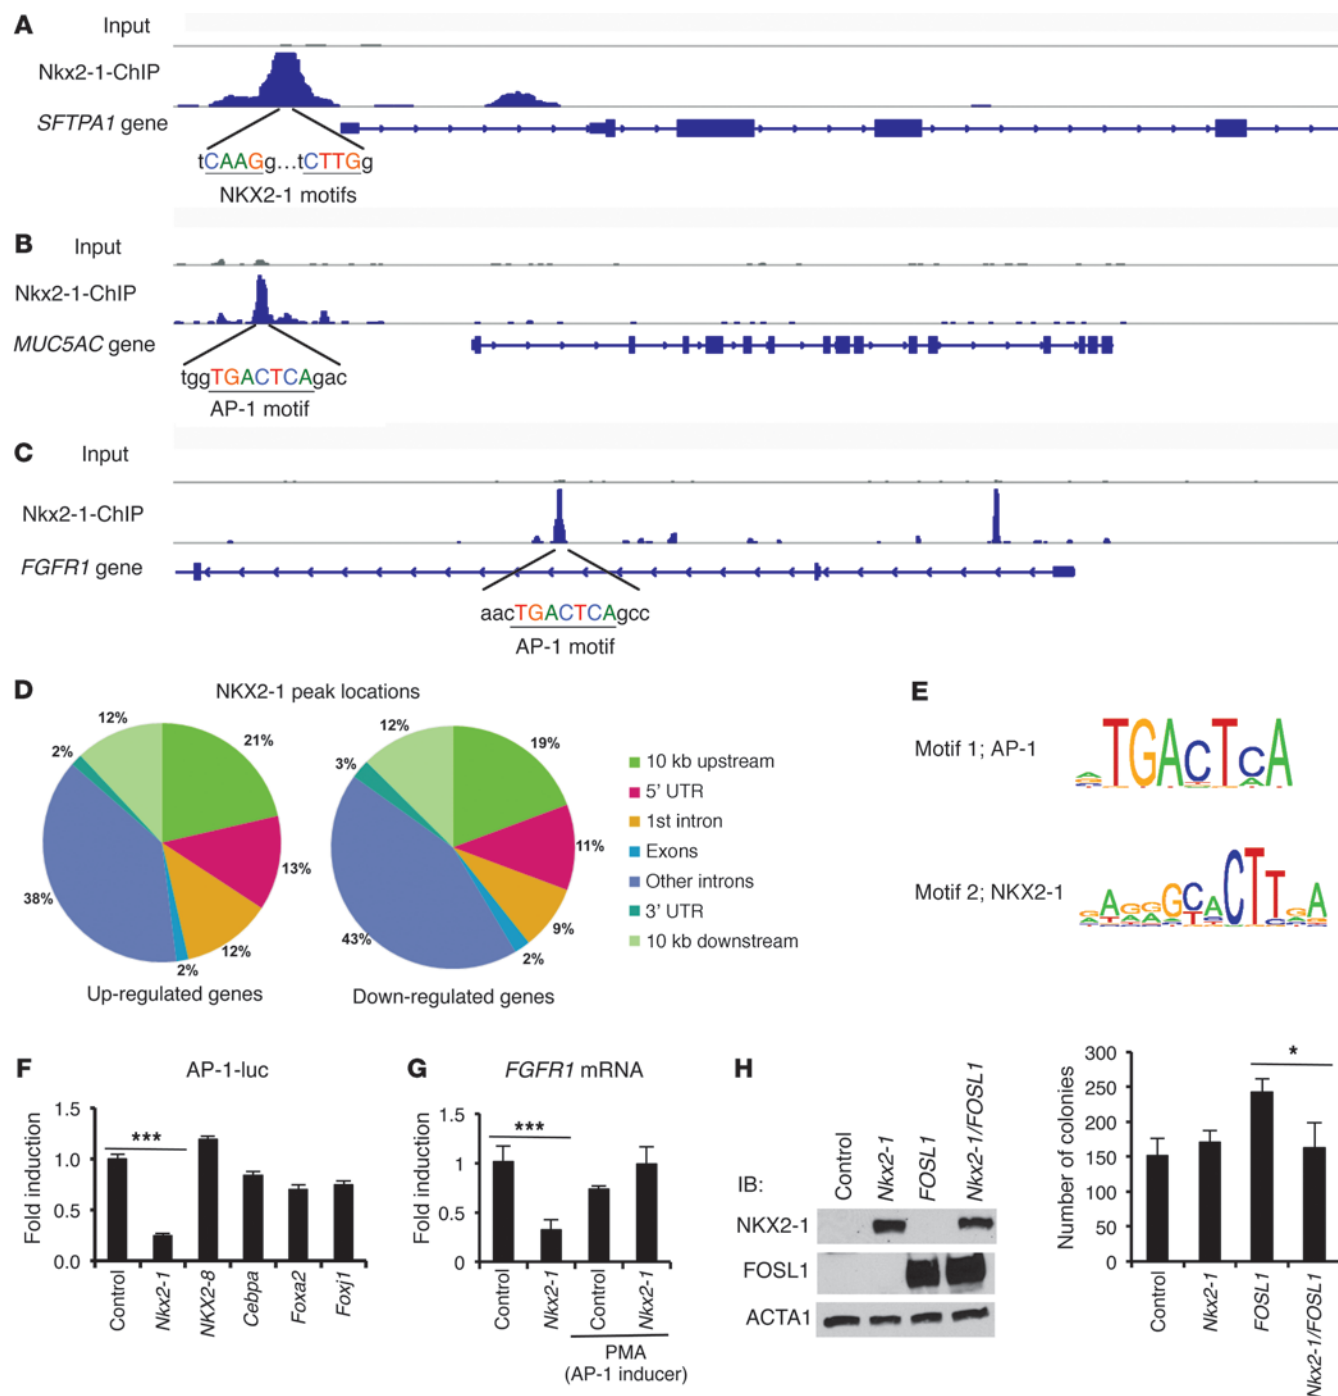 A
Input
Nkx2-1-ChIP
SFTPA1 gene
tCAAGg...tCTTGg
NKX2-1 motifs
B
Input
Nkx2-1-ChIP
MUC5AC gene
tggTGACTCAgac
AP-1 motif
C
Input
Nkx2-1-ChIP
FGFR1 gene
aacTGACTCAgcc
AP-1 motif
D
NKX2-1 peak locations
12%
21%
2%
13%
38%
12%
2%
Up-regulated genes
12%
19%
3%
11%
43%
9%
2%
Down-regulated genes
10 kb upstream
5' UTR
1st intron
Exons
Other introns
3' UTR
10 kb downstream
E
Motif 1; AP-1
TGACTCA
Motif 2; NKX2-1
GAGGGCACTTGA
F
AP-1-luc
Fold induction
1.5
1.0
0.5
0.0
***
Control
Nkx2-1
NKX2-8
Cebpa
Foxa2
Foxj1
G
FGFR1 mRNA
Fold induction
1.5
1
0.5
0
***
Control
Nkx2-1
Control
Nkx2-1
PMA
(AP-1 inducer)
H
IB:
Control
Nkx2-1
FOSL1
Nkx2-1/FOSL1
NKX2-1
FOSL1
ACTA1
Number of colonies
300
250
200
150
100
50
0
*
Control
Nkx2-1
FOSL1
Nkx2-1/FOSL1